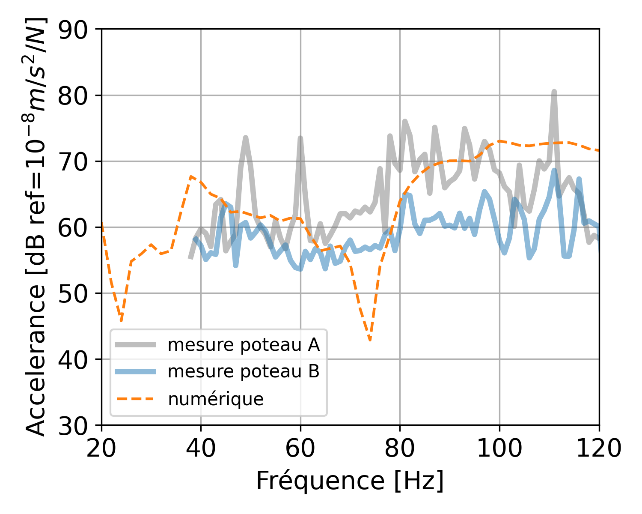 90
80
70
60
50
40
30
20 40 60 80 100 120
Accelerance [dB ref=10⁻⁸m/s²/N]
Fréquence [Hz]
mesure poteau A
mesure poteau B
numérique